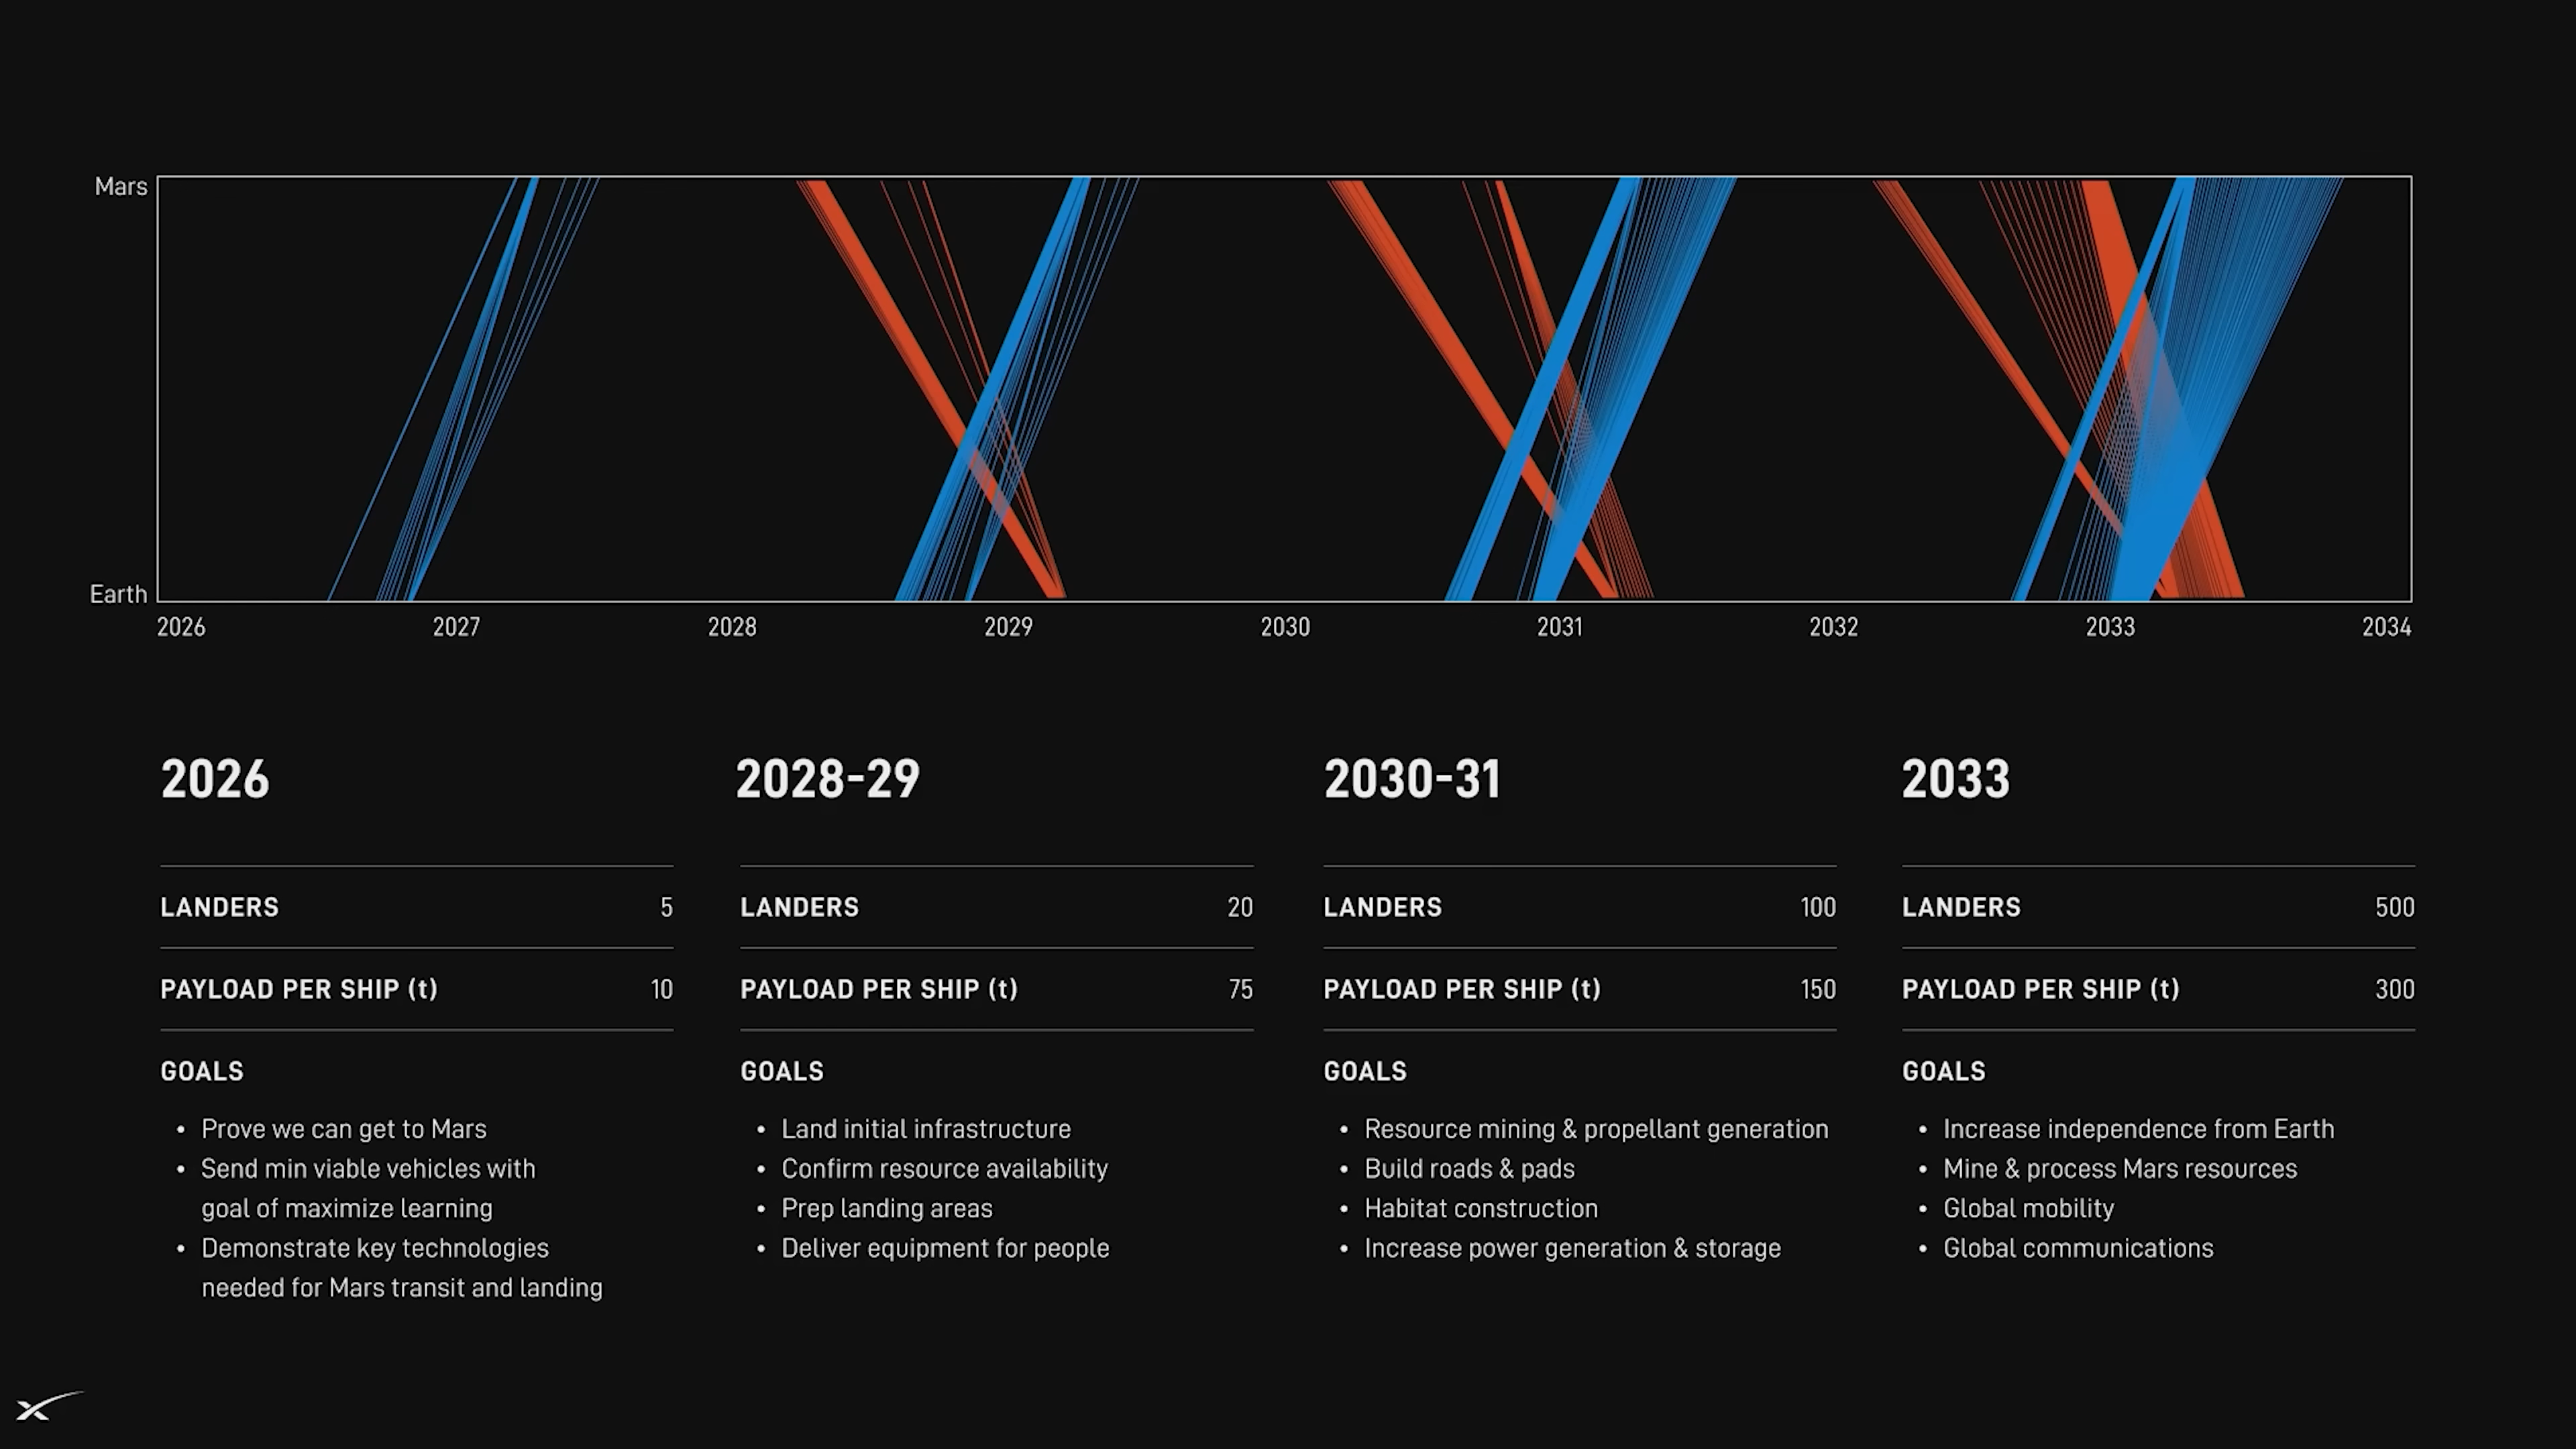 Mars
Earth
2026 2027 2028 2029 2030 2031 2032 2033 2034
2026
LANDERS 5
PAYLOAD PER SHIP (t) 10
GOALS
• Prove we can get to Mars
• Send min viable vehicles with
goal of maximize learning
• Demonstrate key technologies
needed for Mars transit and landing
2028-29
LANDERS 20
PAYLOAD PER SHIP (t) 75
GOALS
• Land initial infrastructure
• Confirm resource availability
• Prep landing areas
• Deliver equipment for people
2030-31
LANDERS 100
PAYLOAD PER SHIP (t) 150
GOALS
• Resource mining & propellant generation
• Build roads & pads
• Habitat construction
• Increase power generation & storage
2033
LANDERS 500
PAYLOAD PER SHIP (t) 300
GOALS
• Increase independence from Earth
• Mine & process Mars resources
• Global mobility
• Global communications